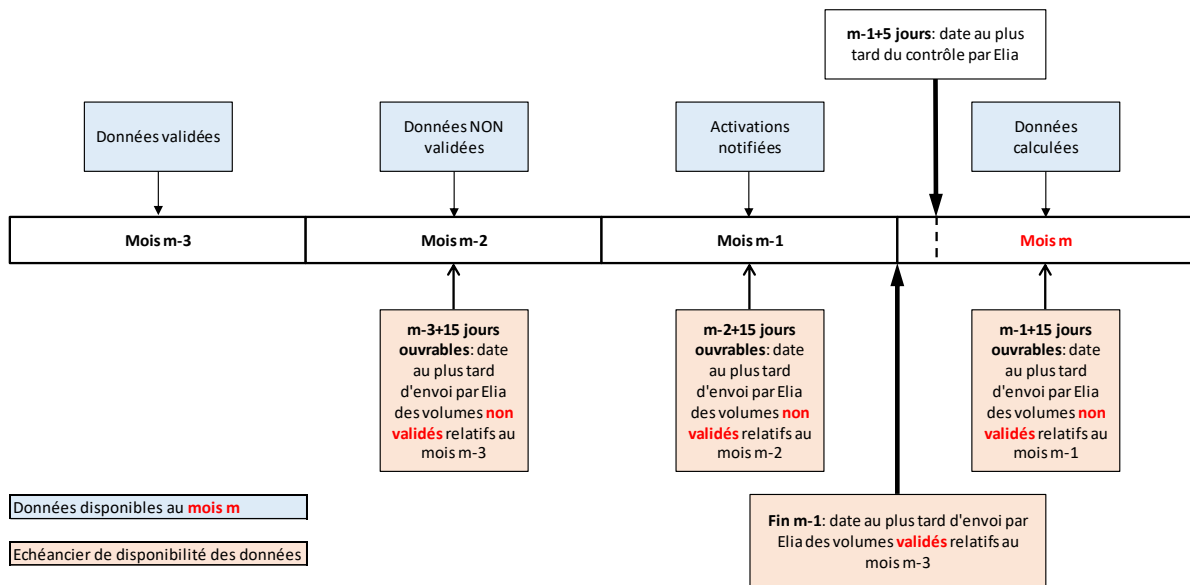 m-1+5 jours: date au plus
tard du contrôle par Elia
Données validées
Données NON
validées
Activations
notifiées
Données
calculées
Mois m-3
Mois m-2
Mois m-1
Mois m
m-3+15 jours
ouvrables: date
au plus tard
d'envoi par Elia
des volumes non
validés relatifs au
mois m-3
m-2+15 jours
ouvrables: date
au plus tard
d'envoi par Elia
des volumes non
validés relatifs au
mois m-2
m-1+15 jours
ouvrables: date
au plus tard
d'envoi par Elia
des volumes non
validés relatifs au
mois m-1
Données disponibles au mois m
Echéancier de disponibilité des données
Fin m-1: date au plus tard d'envoi par
Elia des volumes validés relatifs au
mois m-3